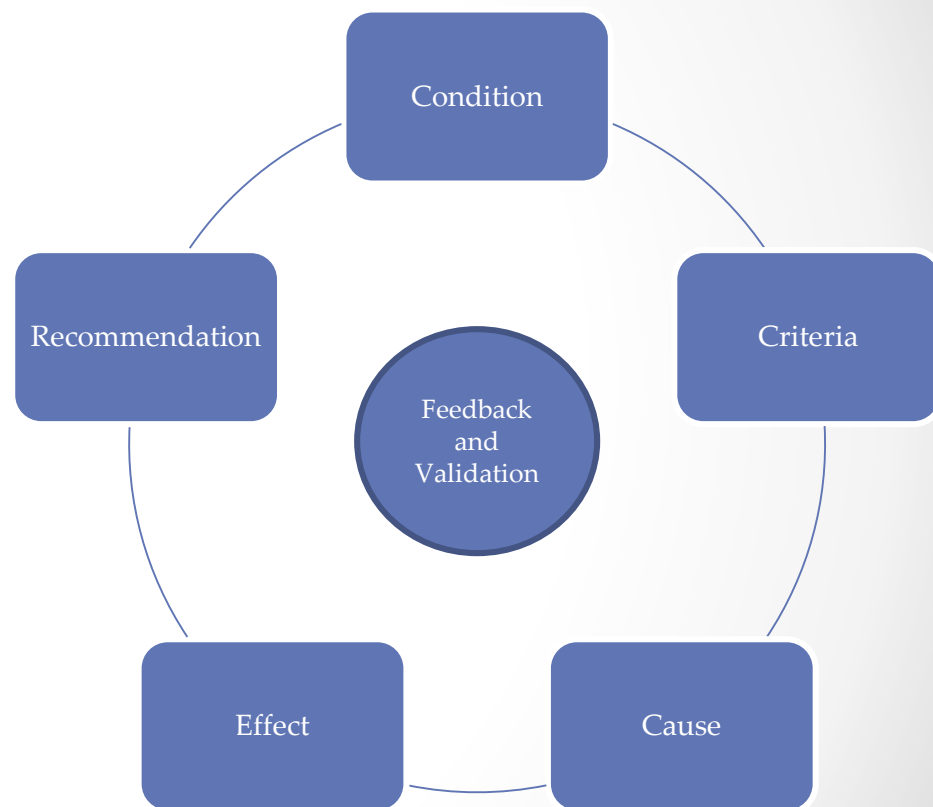 Condition
Criteria
Recommendation
Feedback
and
Validation
Effect
Cause